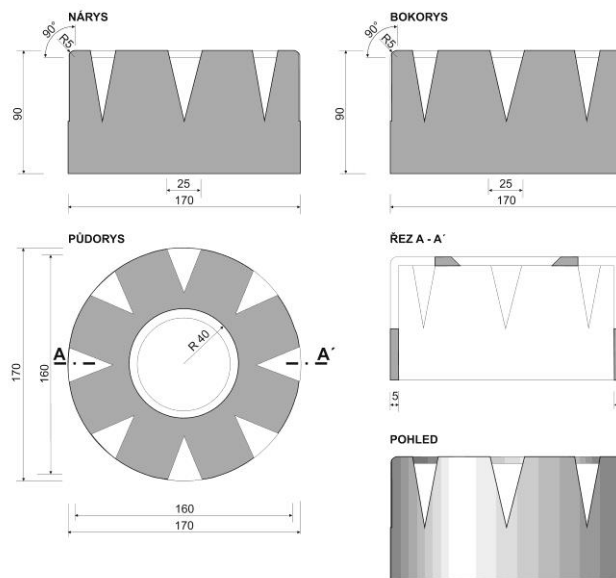 NÁRYS
90°
R5
90
25
170
BOKORYS
90°
R5
90
25
170
PŮDORYS
A
A´
R 40
170
160
160
170
ŘEZ A - A´
5
POHLED